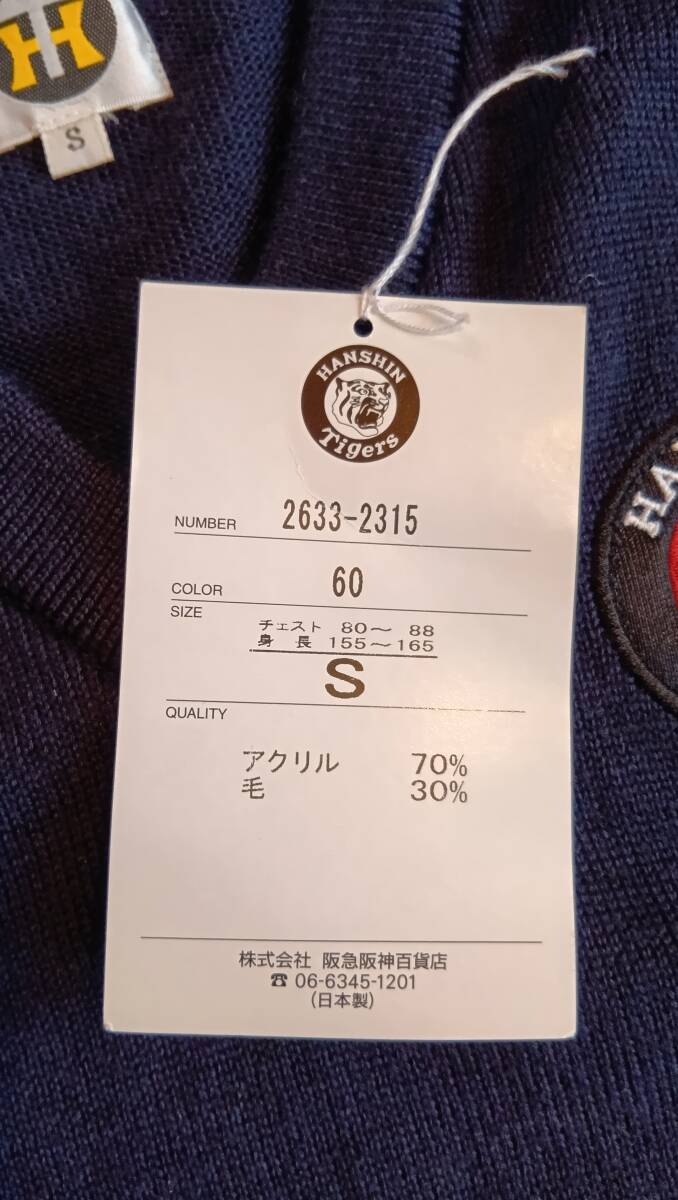 H
S
HANSHIN
Tigers
NUMBER 2633-2315
COLOR 60
SIZE
チェスト 80～ 88
身 長 155～165
S
QUALITY
アクリル 70%
毛 30%
株式会社 阪急阪神百貨店
☎ 06-6345-1201
(日本製)
HAN